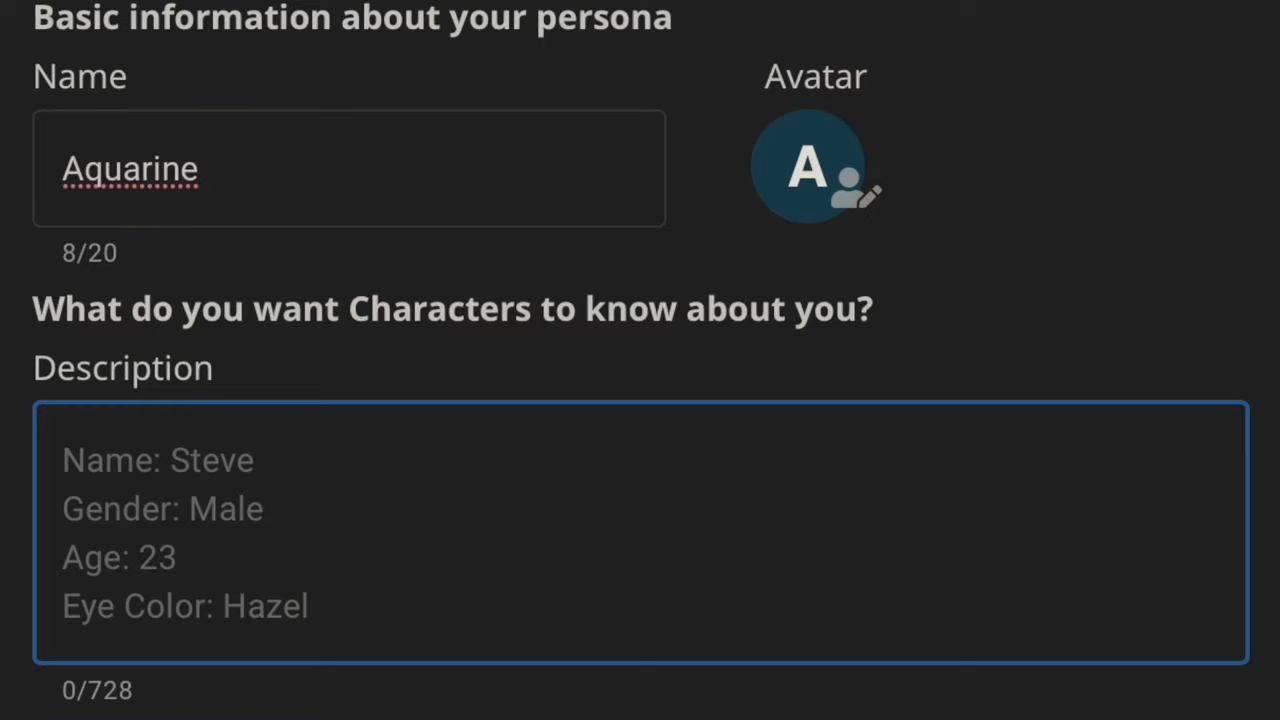 Basic information about your persona
Name
Avatar
Aquarine
A
8/20
What do you want Characters to know about you?
Description
Name: Steve
Gender: Male
Age: 23
Eye Color: Hazel
0/728